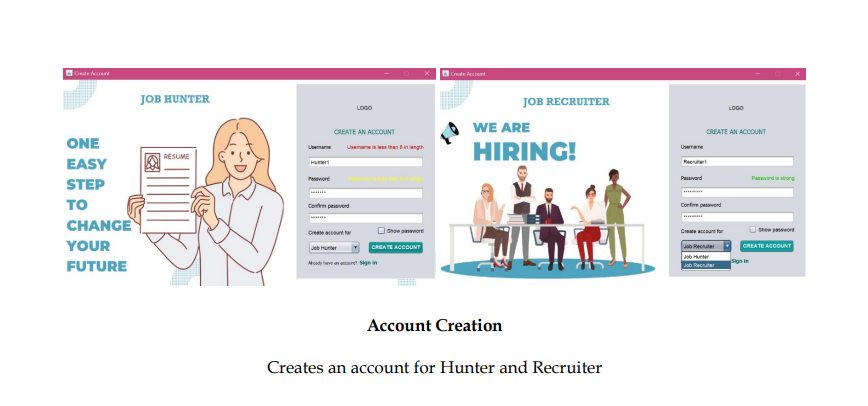 Create Account
JOB HUNTER
ONE
EASY
STEP
TO
CHANGE
YOUR
FUTURE
RESUME
LOGO
CREATE AN ACCOUNT
Username Username is less than 8 in length
Hunter1
Password
*******
Confirm password
*******
Create account for Show password
Job Hunter CREATE ACCOUNT
Already have an account? Sign in
Create Account
JOB RECRUITER
WE ARE
HIRING!
LOGO
CREATE AN ACCOUNT
Username
Recruiter1
Password Password is strong
*********
Confirm password
*********
Create account for Show password
Job Recruiter CREATE ACCOUNT
Job Hunter
Job Recruiter Sign in
Account Creation
Creates an account for Hunter and Recruiter